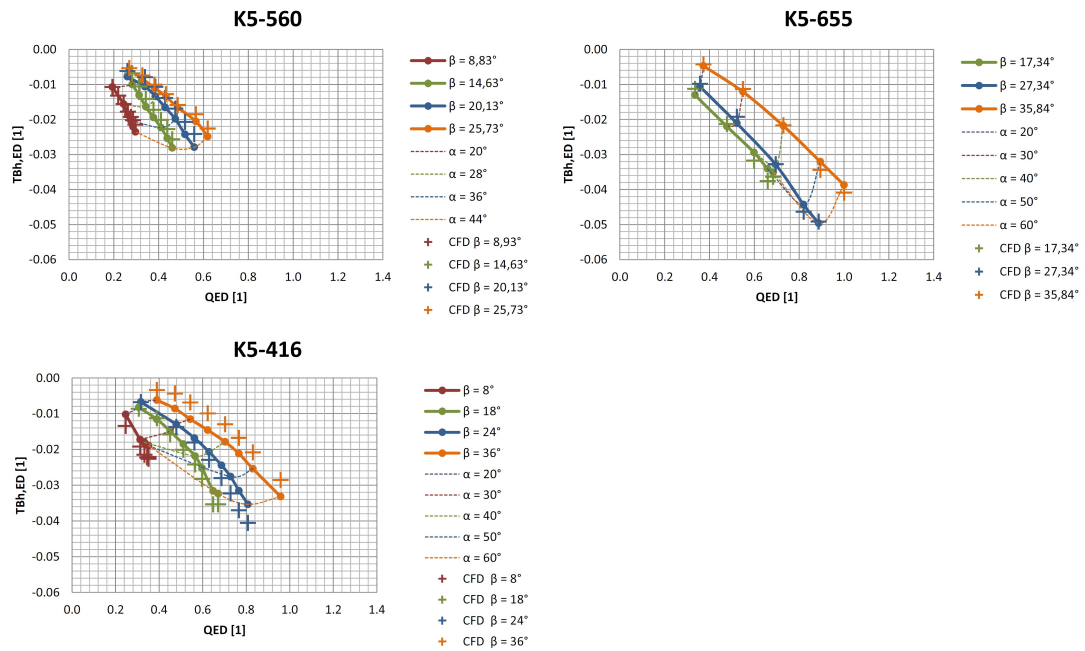 K5-560
0.00
-0.01
-0.02
-0.03
-0.04
-0.05
-0.06
TBh,ED [1]
0.0 0.2 0.4 0.6 0.8 1.0 1.2 1.4
QED [1]
β = 8,83°
β = 14,63°
β = 20,13°
β = 25,73°
α = 20°
α = 28°
α = 36°
α = 44°
CFD β = 8,93°
CFD β = 14,63°
CFD β = 20,13°
CFD β = 25,73°
K5-655
0.00
-0.01
-0.02
-0.03
-0.04
-0.05
-0.06
TBh,ED [1]
0.0 0.2 0.4 0.6 0.8 1.0 1.2 1.4
QED [1]
β = 17,34°
β = 27,34°
β = 35,84°
α = 20°
α = 30°
α = 40°
α = 50°
α = 60°
CFD β = 17,34°
CFD β = 27,34°
CFD β = 35,84°
K5-416
0.00
-0.01
-0.02
-0.03
-0.04
-0.05
-0.06
TBh,ED [1]
0.0 0.2 0.4 0.6 0.8 1.0 1.2 1.4
QED [1]
β = 8°
β = 18°
β = 24°
β = 36°
α = 20°
α = 30°
α = 40°
α = 50°
α = 60°
CFD β = 8°
CFD β = 18°
CFD β = 24°
CFD β = 36°